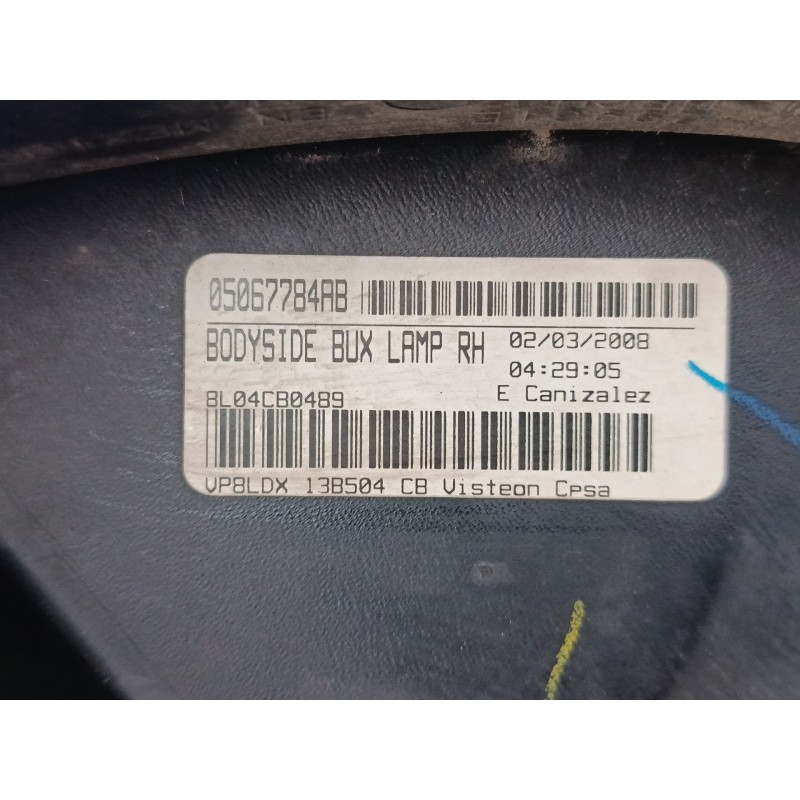 05067784AB
BODYSIDE BUX LAMP RH 02/03/2008
04:29:05
8L04CB0489 E Canizalez
VP8LDX 13B504 CB Visteon Cpsa